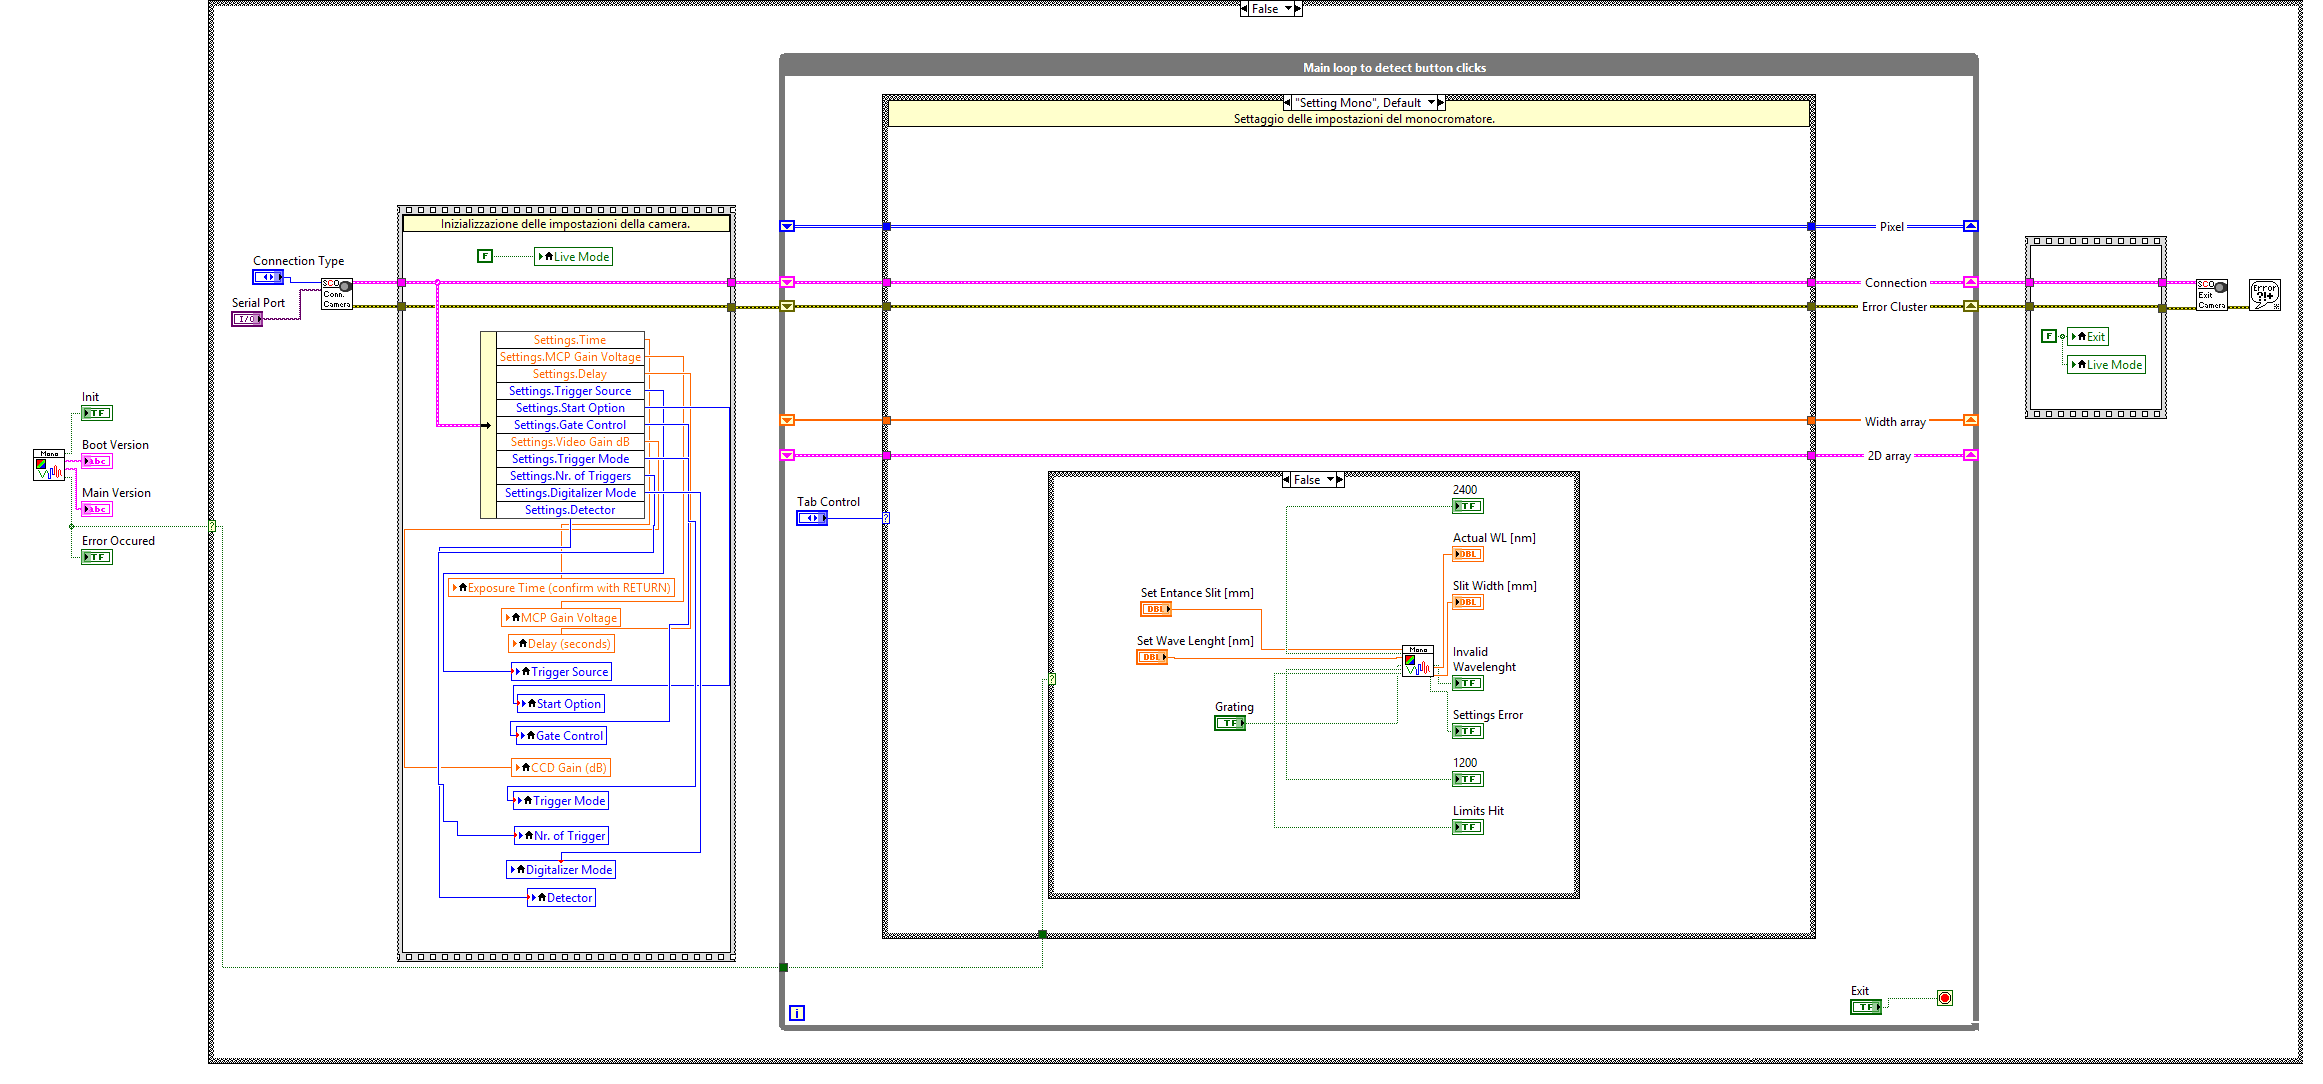 False
Main loop to detect button clicks
"Setting Mono", Default
Settaggio delle impostazioni del monocromatore.
Inizializzazione delle impostazioni della camera.
F
Live Mode
Connection Type
SCO
Conn.
Camera
Serial Port
I/O
Settings.Time
Settings.MCP Gain Voltage
Settings.Delay
Settings.Trigger Source
Settings.Start Option
Settings.Gate Control
Settings.Video Gain dB
Settings.Trigger Mode
Settings.Nr. of Triggers
Settings.Digitalizer Mode
Settings.Detector
Exposure Time (confirm with RETURN)
MCP Gain Voltage
Delay (seconds)
Trigger Source
Start Option
Gate Control
CCD Gain (dB)
Trigger Mode
Nr. of Trigger
Digitalizer Mode
Detector
Init
TF
Boot Version
abc
Mono
Main Version
abc
?
Error Occured
TF
Pixel
Connection
Error Cluster
Width array
2D array
Tab Control
?
False
2400
TF
Actual WL [nm]
DBL
Slit Width [mm]
DBL
Set Entance Slit [mm]
DBL
Set Wave Lenght [nm]
DBL
Mono
Invalid
Wavelenght
TF
?
Grating
TF
Settings Error
TF
1200
TF
Limits Hit
TF
i
Exit
TF
F
Exit
Live Mode
SCO
Exit
Camera
Error
?!+